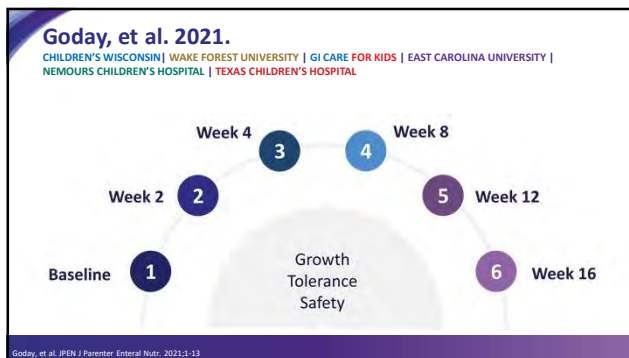 Goday, et al. 2021.
CHILDREN'S WISCONSIN| WAKE FOREST UNIVERSITY | GI CARE FOR KIDS | EAST CAROLINA UNIVERSITY |
NEMOURS CHILDREN'S HOSPITAL | TEXAS CHILDREN'S HOSPITAL
Baseline
1
Week 2
2
Week 4
3
4
Week 8
5
Week 12
6
Week 16
Growth
Tolerance
Safety
Goday, et al. JPEN J Parenter Enteral Nutr. 2021;1-13